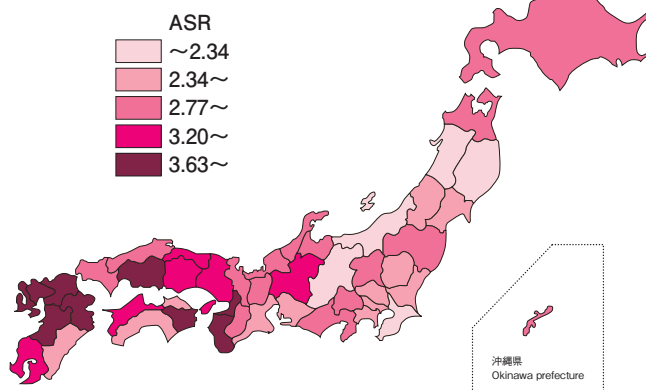 ASR
～2.34
2.34～
2.77～
3.20～
3.63～
沖縄県
Okinawa prefecture